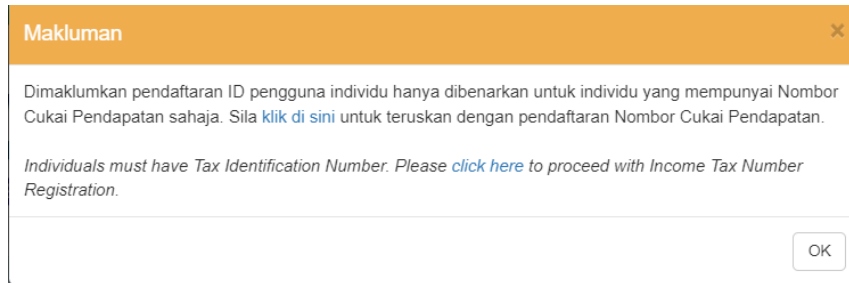 Makluman
×
Dimaklumkan pendaftaran ID pengguna individu hanya dibenarkan untuk individu yang mempunyai Nombor
Cukai Pendapatan sahaja. Sila klik di sini untuk teruskan dengan pendaftaran Nombor Cukai Pendapatan.
Individuals must have Tax Identification Number. Please click here to proceed with Income Tax Number
Registration.
OK